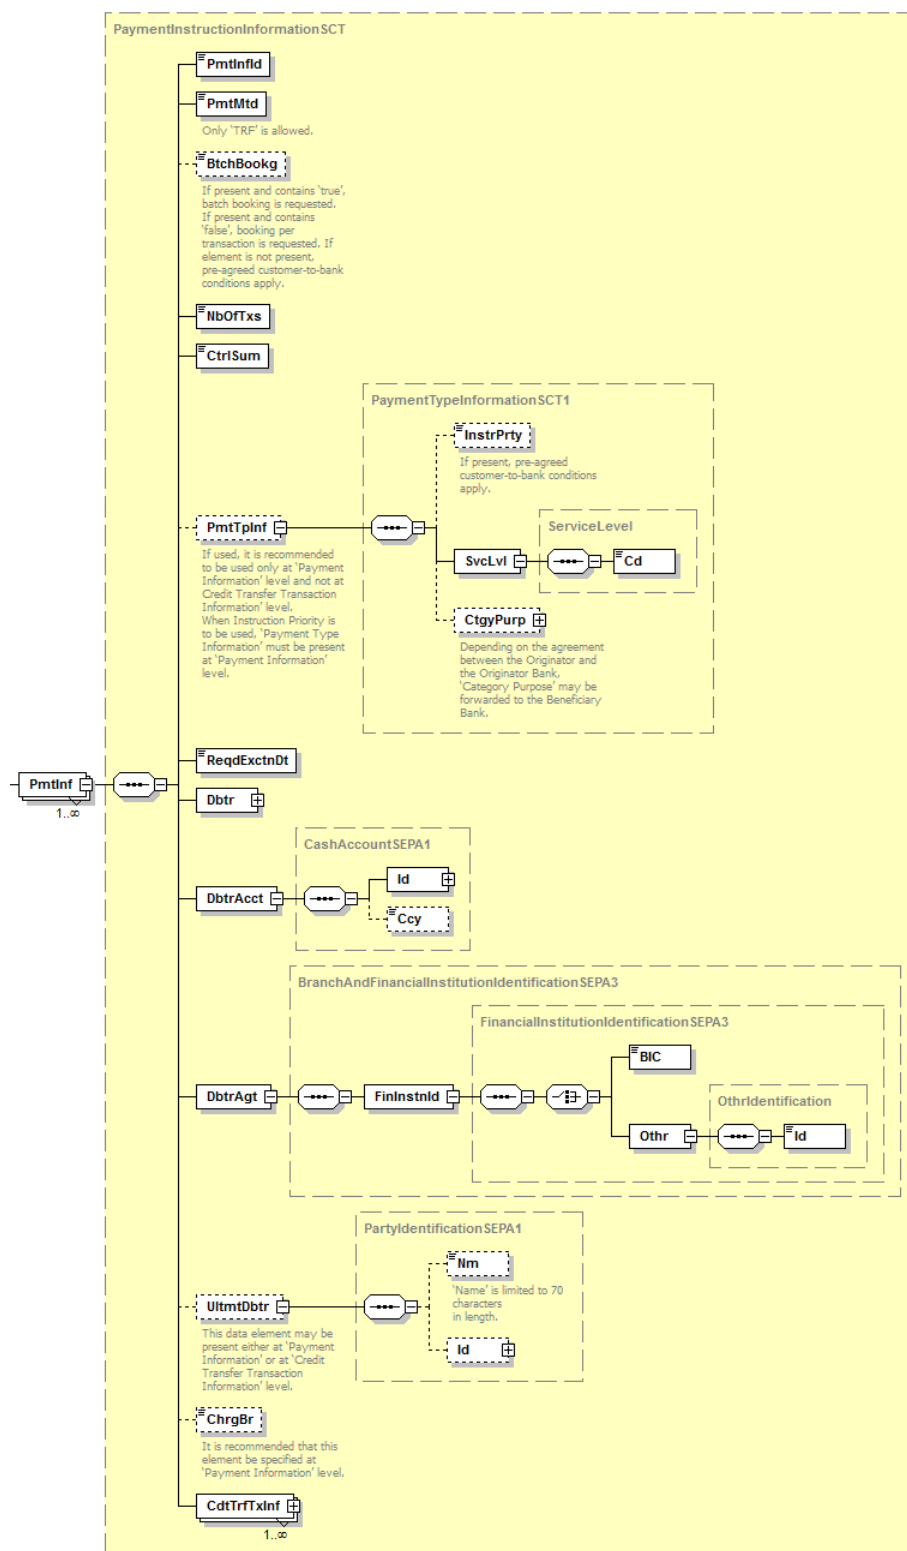 PaymentInstructionInformationSCT
PmtInfId
PmtMtd
Only 'TRF' is allowed.
BtchBookg
If present and contains 'true',
batch booking is requested.
If present and contains
'false', booking per
transaction is requested. If
element is not present,
pre-agreed customer-to-bank
conditions apply.
NbOfTxs
CtrlSum
PaymentTypeInformationSCT1
InstrPrty
If present, pre-agreed
customer-to-bank conditions
apply.
PmtTpInf
If used, it is recommended
to be used only at 'Payment
Information' level and not at
Credit Transfer Transaction
Information' level.
When Instruction Priority is
to be used, 'Payment Type
Information' must be present
at 'Payment Information'
level.
ServiceLevel
SvcLvl
Cd
CtgyPurp
Depending on the agreement
between the Originator and
the Originator Bank,
'Category Purpose' may be
forwarded to the Beneficiary
Bank.
ReqdExctnDt
PmtInf
1..∞
Dbtr
CashAccountSEPA1
DbtrAcct
Id
Ccy
BranchAndFinancialInstitutionIdentificationSEPA3
FinancialInstitutionIdentificationSEPA3
BIC
DbtrAgt
FinInstnId
OthrIdentification
Othr
Id
PartyIdentificationSEPA1
Nm
'Name' is limited to 70
characters
in length.
UltmtDbtr
This data element may be
present either at 'Payment
Information' or at 'Credit
Transfer Transaction
Information' level.
Id
ChrgBr
It is recommended that this
element be specified at
'Payment Information' level.
CdtTrfTxInf
1..∞